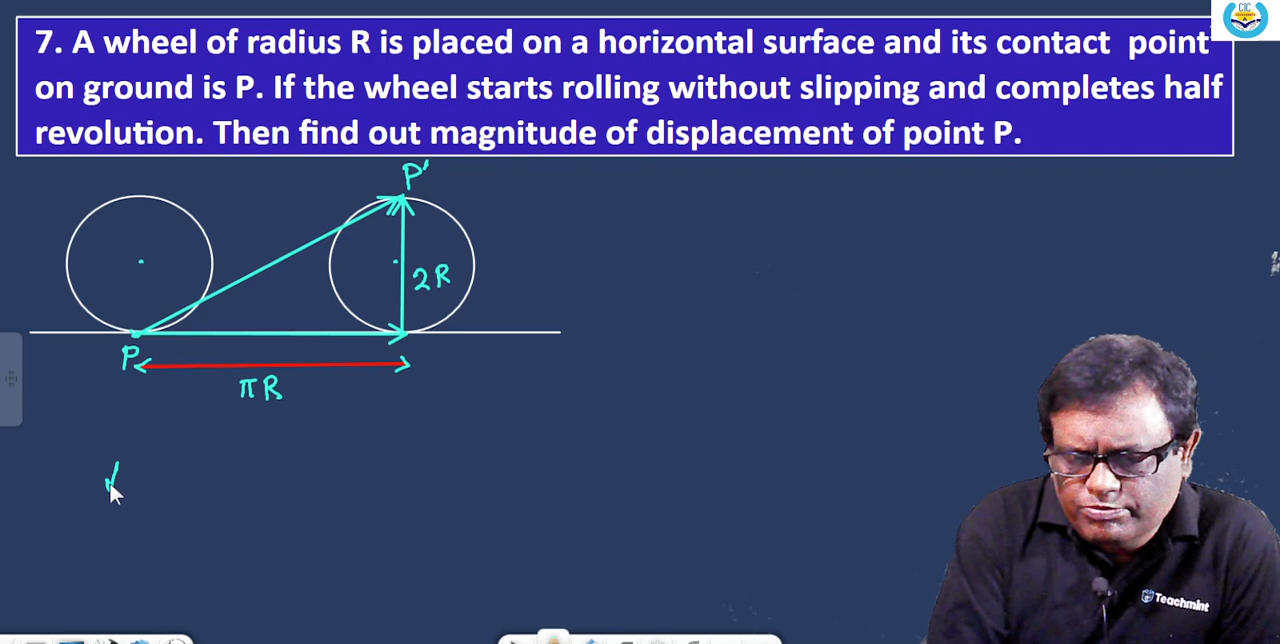 CIC
7. A wheel of radius R is placed on a horizontal surface and its contact point
on ground is P. If the wheel starts rolling without slipping and completes half
revolution. Then find out magnitude of displacement of point P.
P'
2R
P
πR
Teachmint